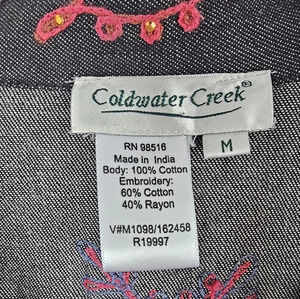 Coldwater Creek®
M
RN 98516
Made in India
Body: 100% Cotton
Embroidery:
60% Cotton
40% Rayon
V#M1098/162458
R19997